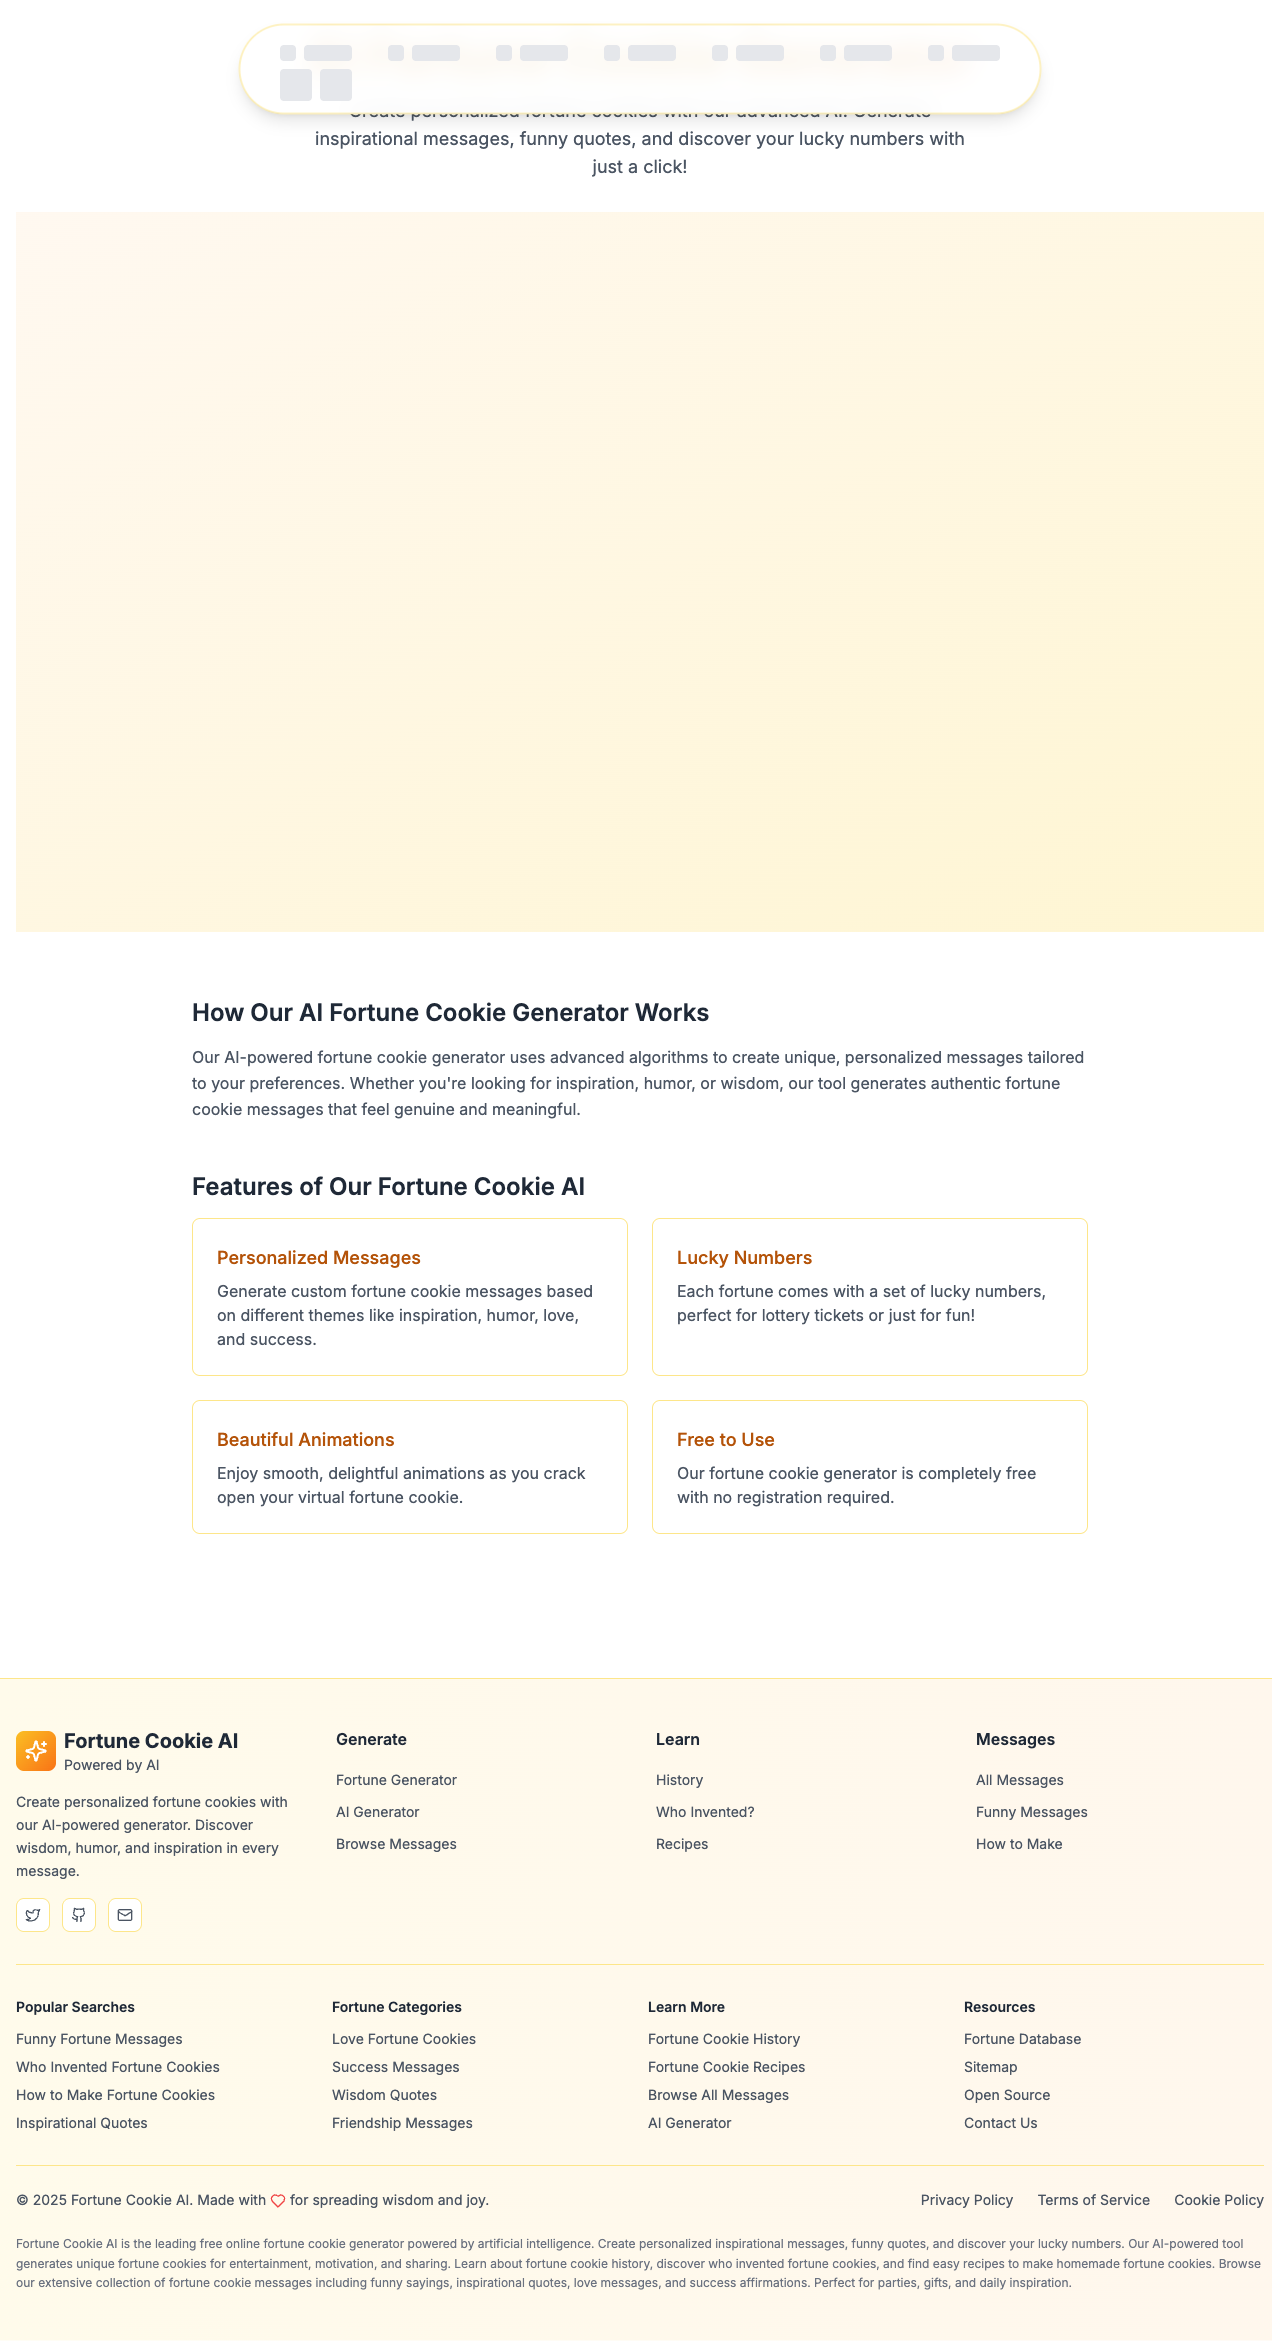 Create personalized fortune cookies with our advanced AI. Generate
inspirational messages, funny quotes, and discover your lucky numbers with
just a click!
How Our AI Fortune Cookie Generator Works
Our AI-powered fortune cookie generator uses advanced algorithms to create unique, personalized messages tailored
to your preferences. Whether you're looking for inspiration, humor, or wisdom, our tool generates authentic fortune
cookie messages that feel genuine and meaningful.
Features of Our Fortune Cookie AI
Personalized Messages
Generate custom fortune cookie messages based
on different themes like inspiration, humor, love,
and success.
Lucky Numbers
Each fortune comes with a set of lucky numbers,
perfect for lottery tickets or just for fun!
Beautiful Animations
Enjoy smooth, delightful animations as you crack
open your virtual fortune cookie.
Free to Use
Our fortune cookie generator is completely free
with no registration required.
Fortune Cookie AI
Powered by AI
Create personalized fortune cookies with
our AI-powered generator. Discover
wisdom, humor, and inspiration in every
message.
Generate
Fortune Generator
AI Generator
Browse Messages
Learn
History
Who Invented?
Recipes
Messages
All Messages
Funny Messages
How to Make
Popular Searches
Funny Fortune Messages
Who Invented Fortune Cookies
How to Make Fortune Cookies
Inspirational Quotes
Fortune Categories
Love Fortune Cookies
Success Messages
Wisdom Quotes
Friendship Messages
Learn More
Fortune Cookie History
Fortune Cookie Recipes
Browse All Messages
AI Generator
Resources
Fortune Database
Sitemap
Open Source
Contact Us
© 2025 Fortune Cookie AI. Made with for spreading wisdom and joy.
Privacy Policy Terms of Service Cookie Policy
Fortune Cookie AI is the leading free online fortune cookie generator powered by artificial intelligence. Create personalized inspirational messages, funny quotes, and discover your lucky numbers. Our AI-powered tool
generates unique fortune cookies for entertainment, motivation, and sharing. Learn about fortune cookie history, discover who invented fortune cookies, and find easy recipes to make homemade fortune cookies. Browse
our extensive collection of fortune cookie messages including funny sayings, inspirational quotes, love messages, and success affirmations. Perfect for parties, gifts, and daily inspiration.